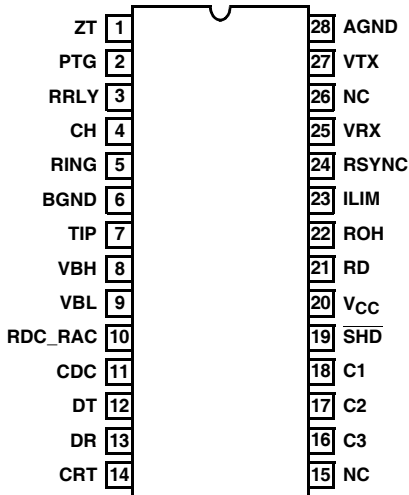 ZT 1 28 AGND
PTG 2 27 VTX
RRLY 3 26 NC
CH 4 25 VRX
RING 5 24 RSYNC
BGND 6 23 ILIM
TIP 7 22 ROH
VBH 8 21 RD
VBL 9 20 VCC
RDC_RAC 10 19 SHD
CDC 11 18 C1
DT 12 17 C2
DR 13 16 C3
CRT 14 15 NC